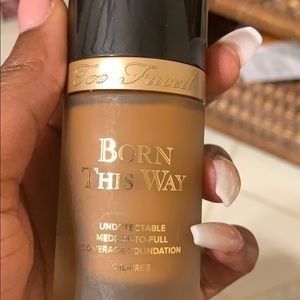 Too Faced
BORN
THIS WAY
UNDETECTABLE
MEDIUM-TO-FULL
COVERAGE FOUNDATION
OIL-FREE